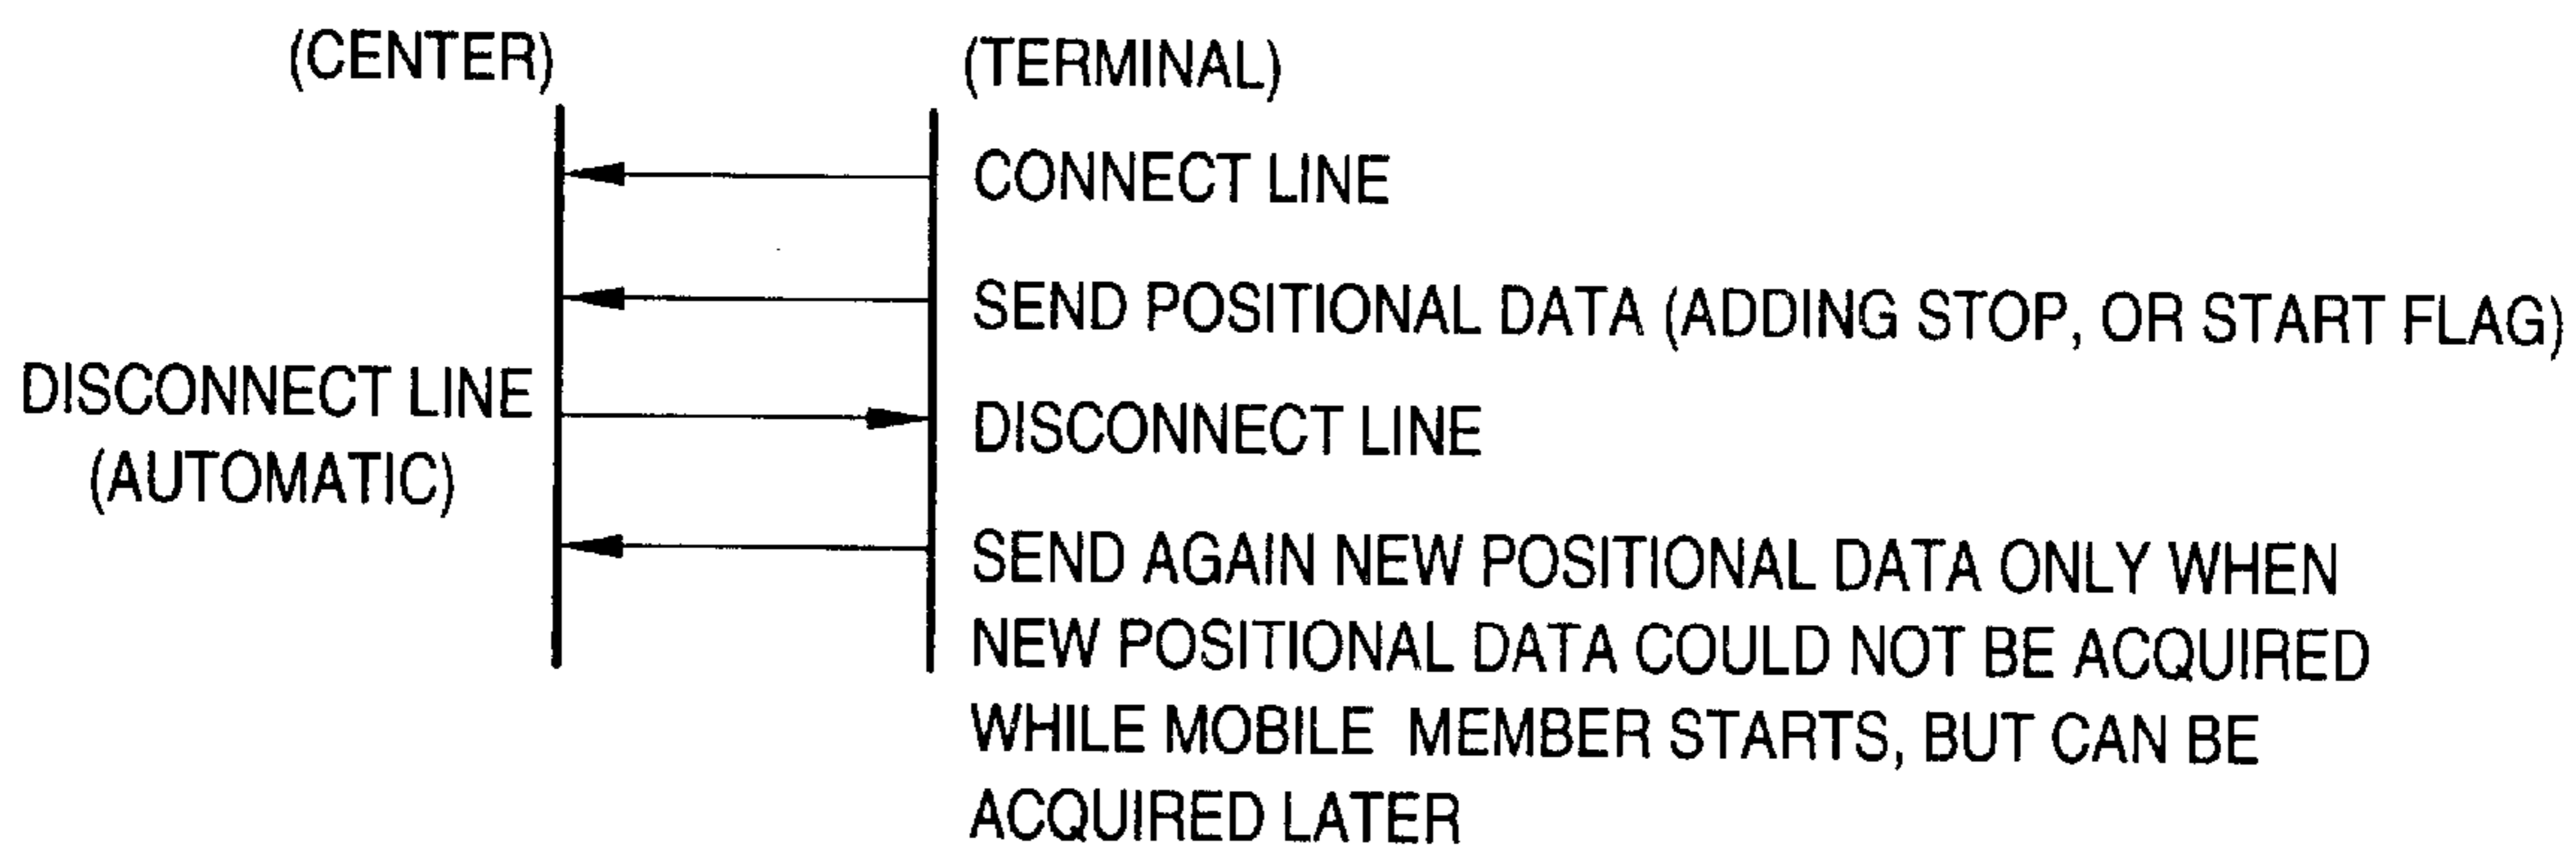 (CENTER)
(TERMINAL)
CONNECT LINE
SEND POSITIONAL DATA (ADDING STOP, OR START FLAG)
DISCONNECT LINE
(AUTOMATIC)
DISCONNECT LINE
SEND AGAIN NEW POSITIONAL DATA ONLY WHEN
NEW POSITIONAL DATA COULD NOT BE ACQUIRED
WHILE MOBILE MEMBER STARTS, BUT CAN BE
ACQUIRED LATER